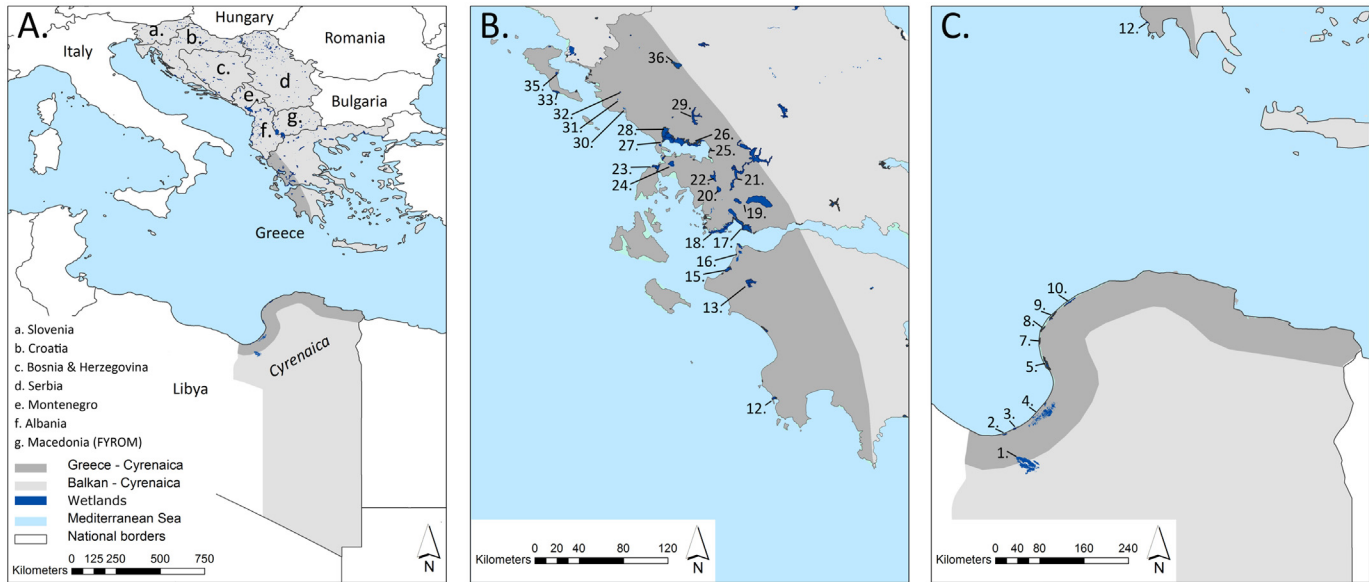 A.
Hungary
Italy
Romania
Bulgaria
a.
b.
c.
d
e.
f.
g.
Greece
Cyrenaica
Libya
a. Slovenia
b. Croatia
c. Bosnia & Herzegovina
d. Serbia
e. Montenegro
f. Albania
g. Macedonia (FYROM)
Greece - Cyrenaica
Balkan - Cyrenaica
Wetlands
Mediterranean Sea
National borders
Kilometers
0 125 250 500 750
N
B.
36.
35.
33.
32.
31.
30.
29.
28.
27.
26.
25.
23.
24.
22.
21.
20.
19.
18.
17.
16.
15.
13.
12.
Kilometers
0 20 40 80 120
N
C.
12.
10.
9.
8.
7.
5.
4.
3.
2.
1.
Kilometers
0 40 80 160 240
N